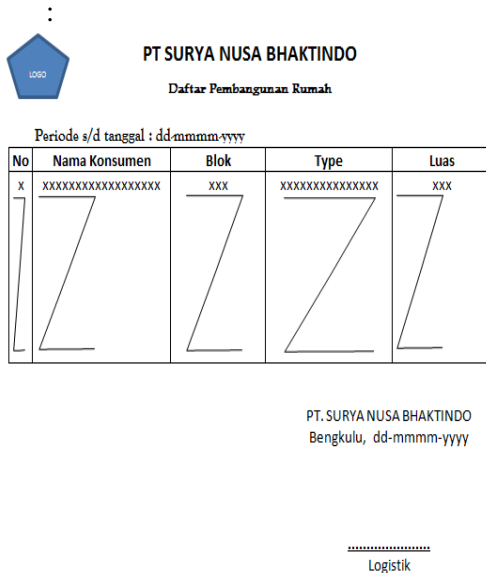 :
LOGO
PT SURYA NUSA BHAKTINDO
Daftar Pembangunan Rumah
Periode s/d tanggal : dd-mmmm-yyyy
No Nama Konsumen Blok Type Luas
X XXXXXXXXXXXXXXXXXXX XXX XXXXXXXXXXXXXXX XXX
PT. SURYA NUSA BHAKTINDO
Bengkulu, dd-mmmm-yyyy
......................
Logistik